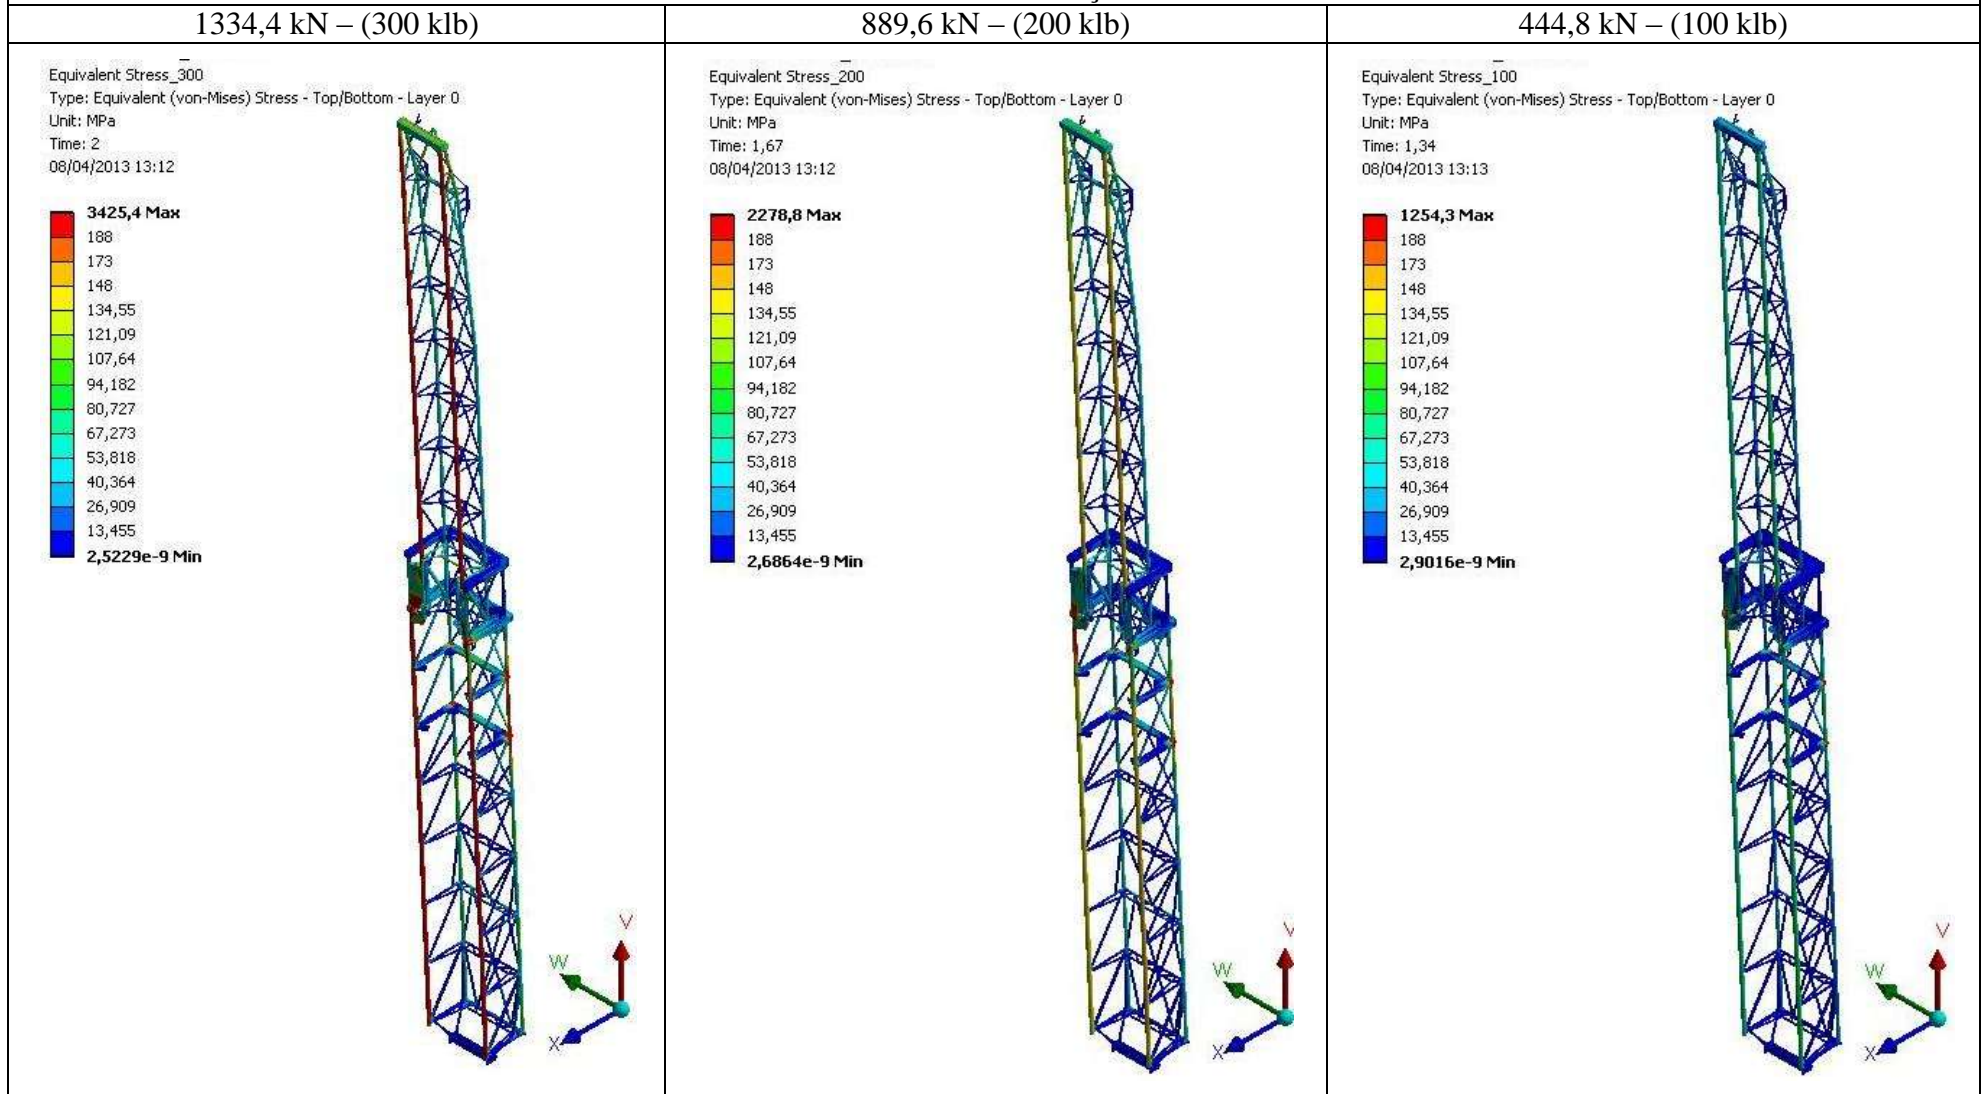 1334,4 kN – (300 klb)
889,6 kN – (200 klb)
444,8 kN – (100 klb)
Equivalent Stress_300
Type: Equivalent (von-Mises) Stress - Top/Bottom - Layer 0
Unit: MPa
Time: 2
08/04/2013 13:12
3425,4 Max
188
173
148
134,55
121,09
107,64
94,182
80,727
67,273
53,818
40,364
26,909
13,455
2,5229e-9 Min
V
W
X
Equivalent Stress_200
Type: Equivalent (von-Mises) Stress - Top/Bottom - Layer 0
Unit: MPa
Time: 1,67
08/04/2013 13:12
2278,8 Max
188
173
148
134,55
121,09
107,64
94,182
80,727
67,273
53,818
40,364
26,909
13,455
2,6864e-9 Min
V
W
X
Equivalent Stress_100
Type: Equivalent (von-Mises) Stress - Top/Bottom - Layer 0
Unit: MPa
Time: 1,34
08/04/2013 13:13
1254,3 Max
188
173
148
134,55
121,09
107,64
94,182
80,727
67,273
53,818
40,364
26,909
13,455
2,9016e-9 Min
V
W
X